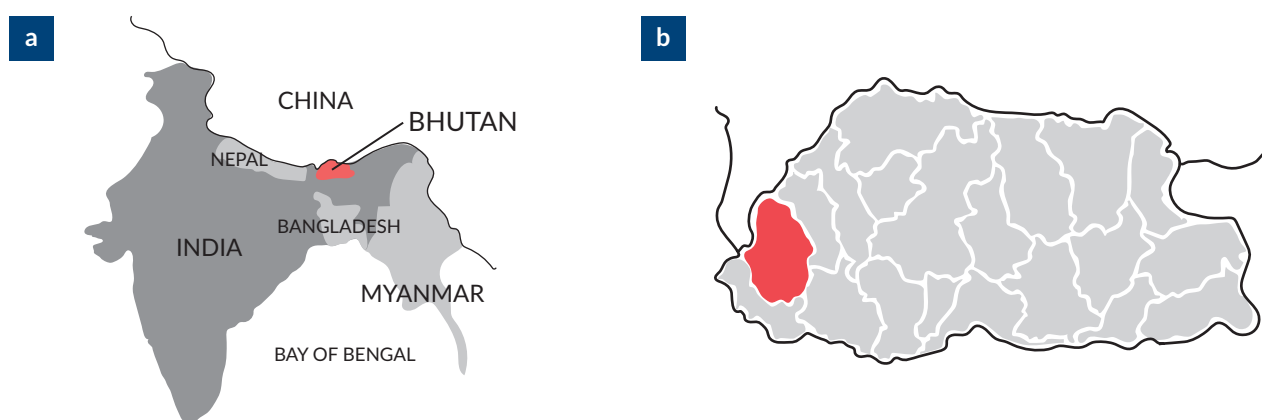 a
b
CHINA
BHUTAN
NEPAL
BANGLADESH
INDIA
MYANMAR
BAY OF BENGAL